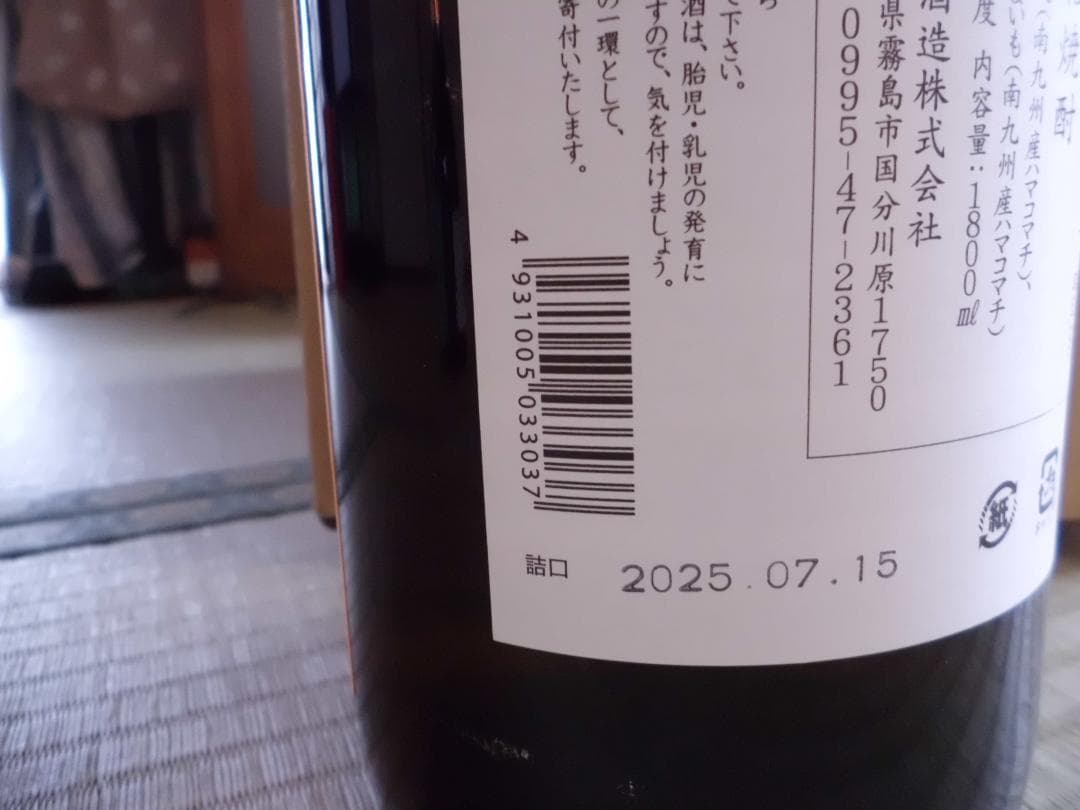 焼酎
(南九州産ハマコマチ)、
いも(南九州産ハマコマチ)
度 内容量:1800㎖
酒造株式会社
県霧島市国分川原1750
0995-47-2361
下さい。
酒は、胎児・乳児の発育に
すので、気を付けましょう。
の一環として、
寄付いたします。
4 931005 033037
紙
詰口 2025.07.15